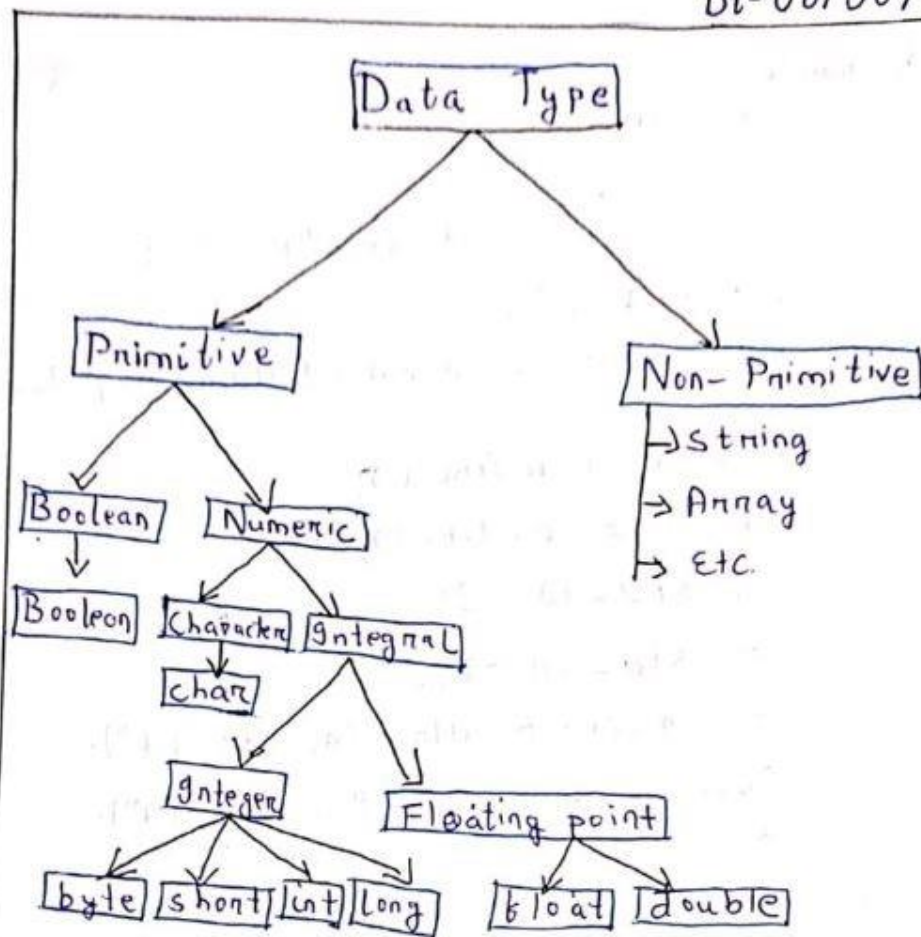 Data Type
Primitive
Non-Primitive
String
Array
Etc.
Boolean
Numeric
Boolean
Character
Integral
char
Integer
Floating point
byte short int long
float double